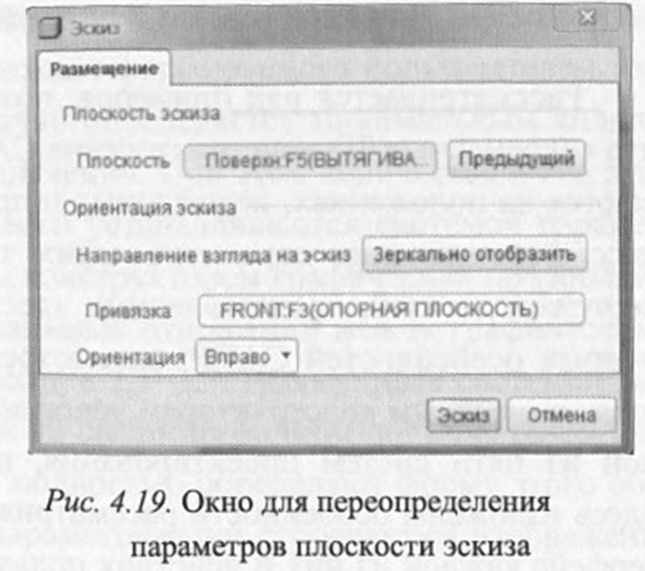 Эскиз
Размещение
Плоскость эскиза
Плоскость Поверхн:F5(ВЫТЯГИВА... Предыдущий
Ориентация эскиза
Направление взгляда на эскиз Зеркально отобразить
Привязка FRONT:F3(ОПОРНАЯ ПЛОСКОСТЬ)
Ориентация Вправо
Эскиз Отмена
Рис. 4.19. Окно для переопределения
параметров плоскости эскиза